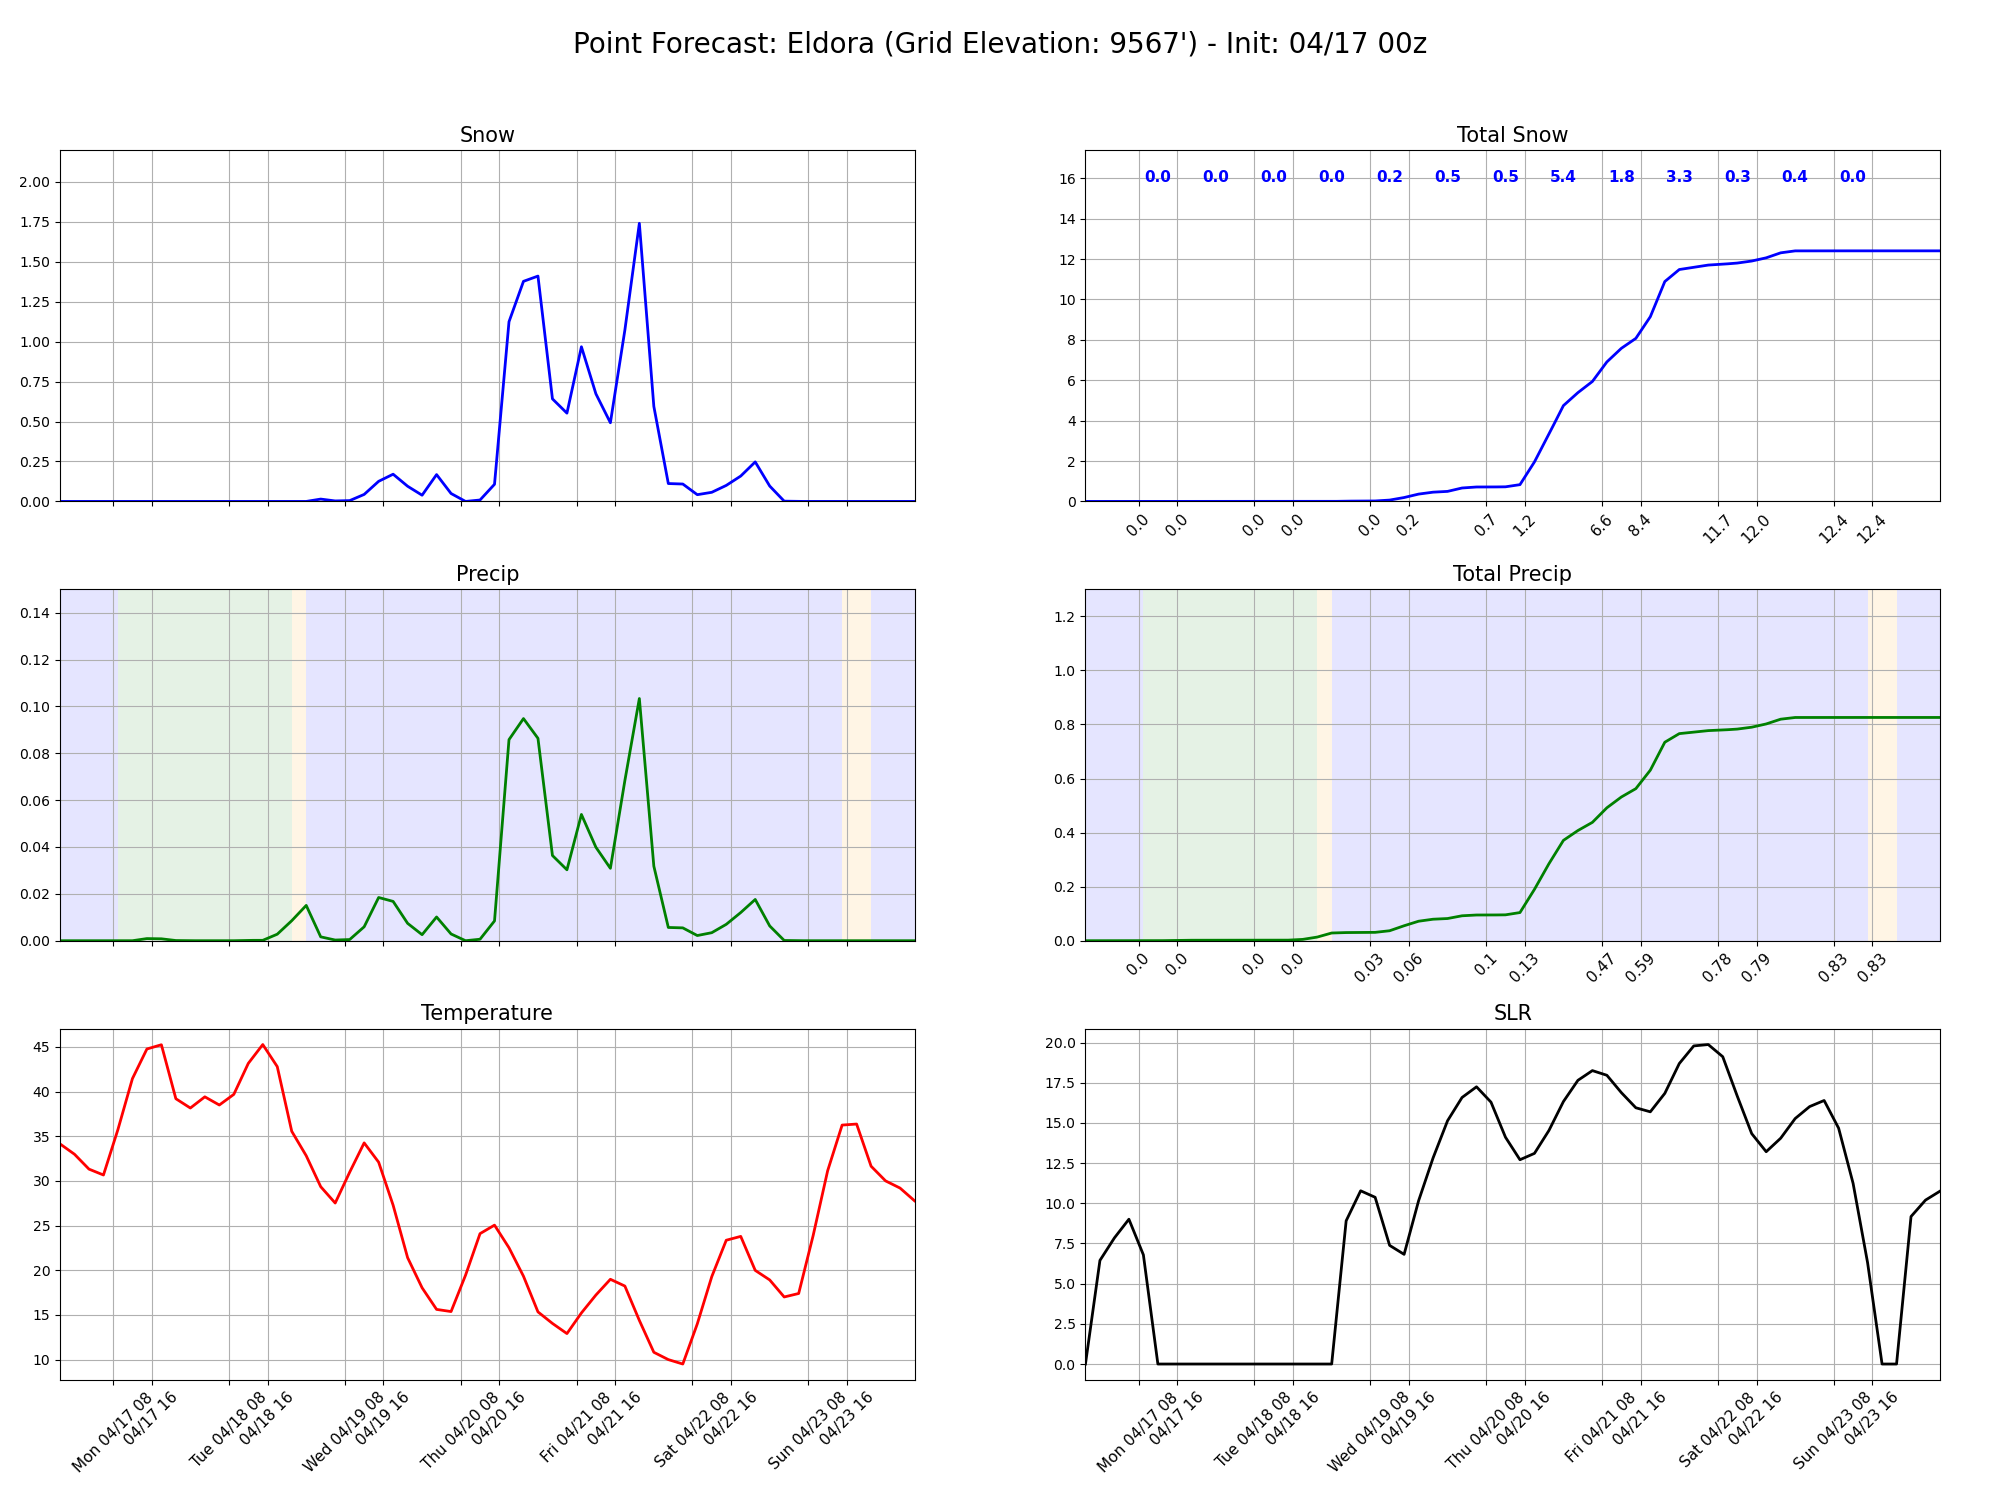 Point Forecast: Eldora (Grid Elevation: 9567') - Init: 04/17 00z
Snow
2.00
1.75
1.50
1.25
1.00
0.75
0.50
0.25
0.00
Total Snow
0.0 0.0 0.0 0.0 0.2 0.5 0.5 5.4 1.8 3.3 0.3 0.4 0.0
16
14
12
10
8
6
4
2
0
0.0 0.0 0.0 0.0 0.0 0.2 0.7 1.2 6.6 8.4 11.7 12.0 12.4 12.4
Precip
0.14
0.12
0.10
0.08
0.06
0.04
0.02
0.00
Total Precip
1.2
1.0
0.8
0.6
0.4
0.2
0.0
0.0 0.0 0.0 0.0 0.03 0.06 0.1 0.13 0.47 0.59 0.78 0.79 0.83 0.83
Temperature
45
40
35
30
25
20
15
10
Mon 04/17 08
04/17 16
Tue 04/18 08
04/18 16
Wed 04/19 08
04/19 16
Thu 04/20 08
04/20 16
Fri 04/21 08
04/21 16
Sat 04/22 08
04/22 16
Sun 04/23 08
04/23 16
SLR
20.0
17.5
15.0
12.5
10.0
7.5
5.0
2.5
0.0
Mon 04/17 08
04/17 16
Tue 04/18 08
04/18 16
Wed 04/19 08
04/19 16
Thu 04/20 08
04/20 16
Fri 04/21 08
04/21 16
Sat 04/22 08
04/22 16
Sun 04/23 08
04/23 16